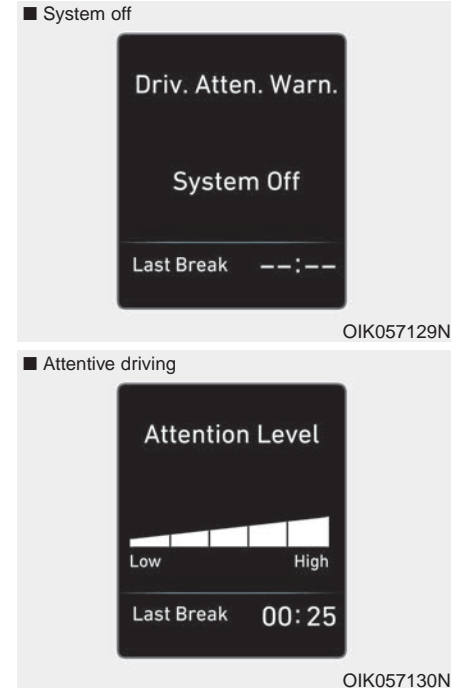 ■ System off
Driv. Atten. Warn.
System Off
Last Break --:--
OIK057129N
■ Attentive driving
Attention Level
Low High
Last Break 00:25
OIK057130N